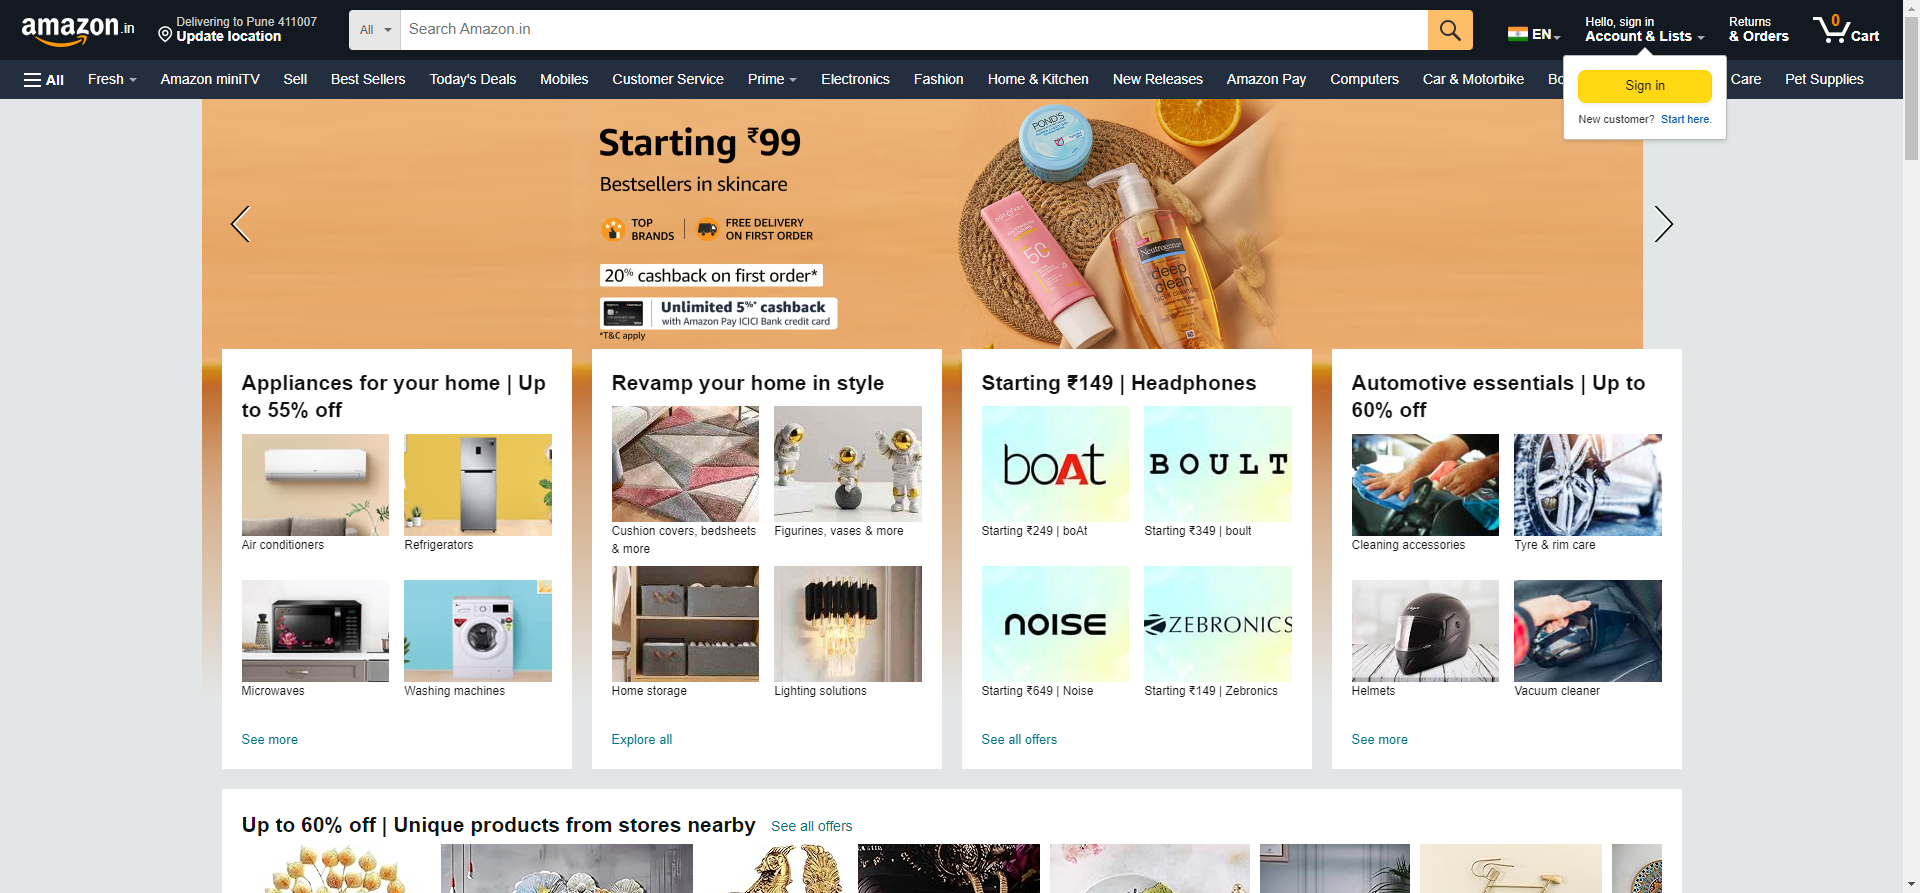 amazon.in
Delivering to Pune 411007
Update location
All
Search Amazon.in
EN
Hello, sign in
Account & Lists
Returns
& Orders
0
Cart
All
Fresh
Amazon miniTV
Sell
Best Sellers
Today's Deals
Mobiles
Customer Service
Prime
Electronics
Fashion
Home & Kitchen
New Releases
Amazon Pay
Computers
Car & Motorbike
Care
Pet Supplies
Sign in
New customer? Start here.
Starting ₹99
Bestsellers in skincare
TOP
BRANDS
FREE DELIVERY
ON FIRST ORDER
20% cashback on first order*
Unlimited 5%* cashback
with Amazon Pay ICICI Bank credit card
*T&C apply
POND'S
50
Neutrogena
deep
clean
facial cleanser
Appliances for your home | Up
to 55% off
Air conditioners
Refrigerators
Microwaves
Washing machines
See more
Revamp your home in style
Cushion covers, bedsheets
& more
Figurines, vases & more
Home storage
Lighting solutions
Explore all
Starting ₹149 | Headphones
boAt
BOULT
Starting ₹249 | boAt
Starting ₹349 | boult
noise
ZEBRONICS
Starting ₹649 | Noise
Starting ₹149 | Zebronics
See all offers
Automotive essentials | Up to
60% off
Cleaning accessories
Tyre & rim care
Helmets
Vacuum cleaner
See more
Up to 60% off | Unique products from stores nearby
See all offers